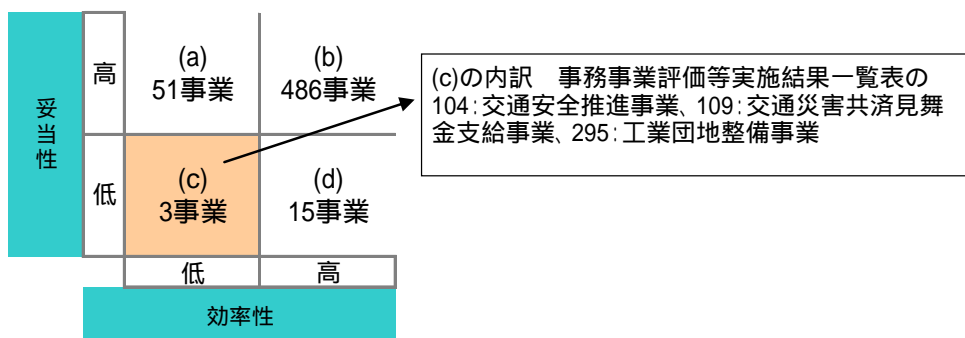 妥当性
高
(a)
51事業
(b)
486事業
低
(c)
3事業
(d)
15事業
低
高
効率性
(c)の内訳　事務事業評価等実施結果一覧表の
104：交通安全推進事業、109：交通災害共済見舞
金支給事業、295：工業団地整備事業